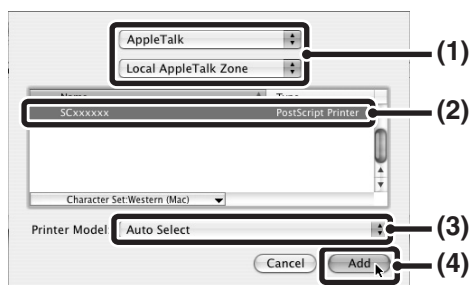 AppleTalk
Local AppleTalk Zone
(1)
Name Type
SCxxxxxx PostScript Printer
(2)
Character Set:Western (Mac)
Printer Model: Auto Select
(3)
Cancel Add
(4)